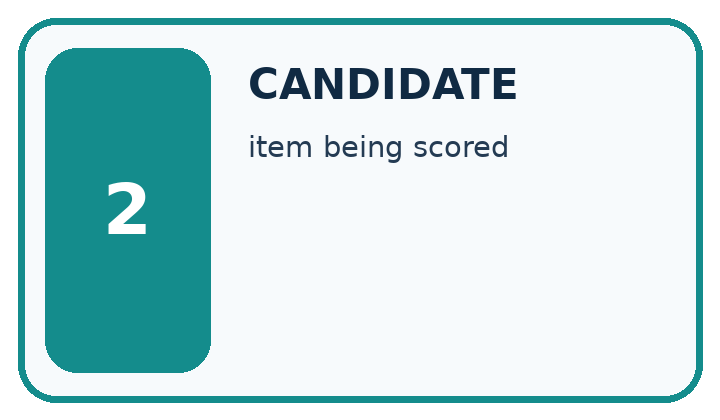 2
CANDIDATE
item being scored